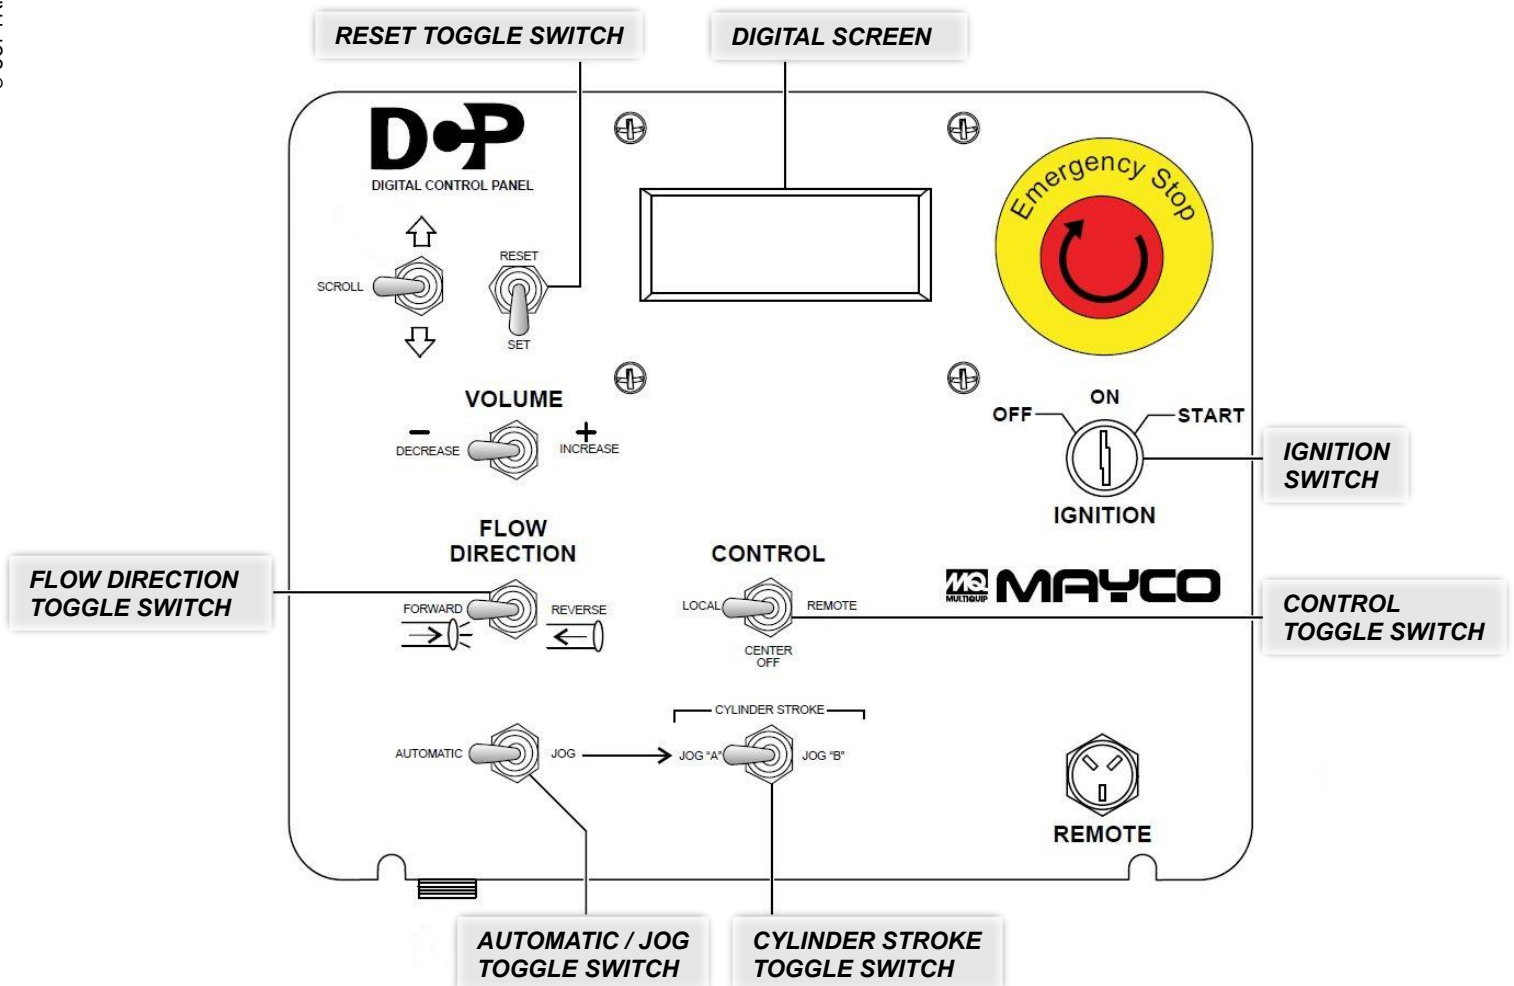 RESET TOGGLE SWITCH
DIGITAL SCREEN
DCP
DIGITAL CONTROL PANEL
Emergency Stop
SCROLL
RESET
SET
VOLUME
−
+
DECREASE
INCREASE
OFF
ON
START
IGNITION
IGNITION
SWITCH
FLOW
DIRECTION
FORWARD
REVERSE
FLOW DIRECTION
TOGGLE SWITCH
CONTROL
LOCAL
REMOTE
CENTER
OFF
MQ
MULTIQUIP
MAYCO
CONTROL
TOGGLE SWITCH
AUTOMATIC
JOG
CYLINDER STROKE
JOG "A"
JOG "B"
REMOTE
AUTOMATIC / JOG
TOGGLE SWITCH
CYLINDER STROKE
TOGGLE SWITCH